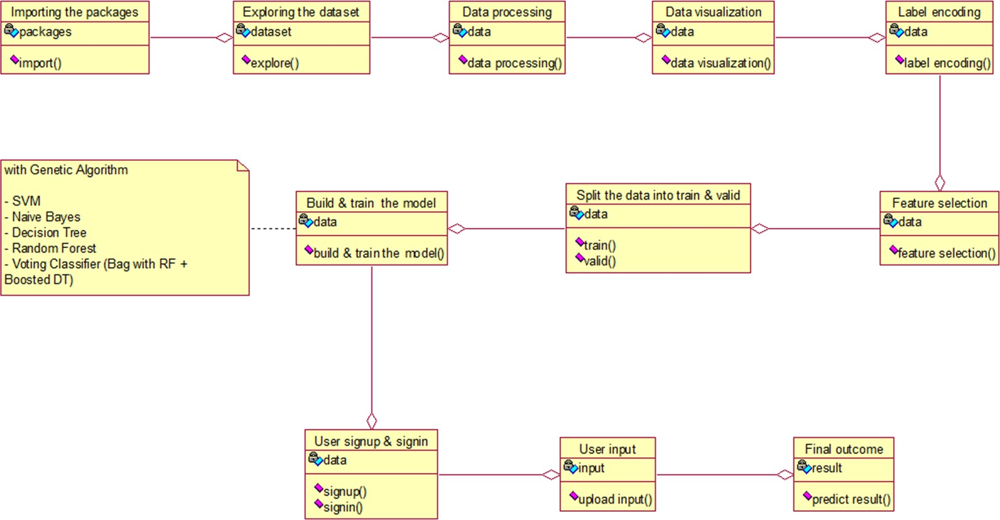 Importing the packages
packages
import()
Exploring the dataset
dataset
explore()
Data processing
data
data processing()
Data visualization
data
data visualization()
Label encoding
data
label encoding()
with Genetic Algorithm
- SVM
- Naive Bayes
- Decision Tree
- Random Forest
- Voting Classifier (Bag with RF +
Boosted DT)
Build & train the model
data
build & train the model()
Split the data into train & valid
data
train()
valid()
Feature selection
data
feature selection()
User signup & signin
data
signup()
signin()
User input
input
upload input()
Final outcome
result
predict result()